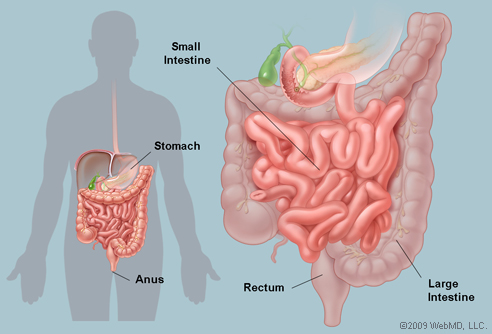 Small
Intestine
Stomach
Anus
Rectum
Large
Intestine
©2009 WebMD, LLC.